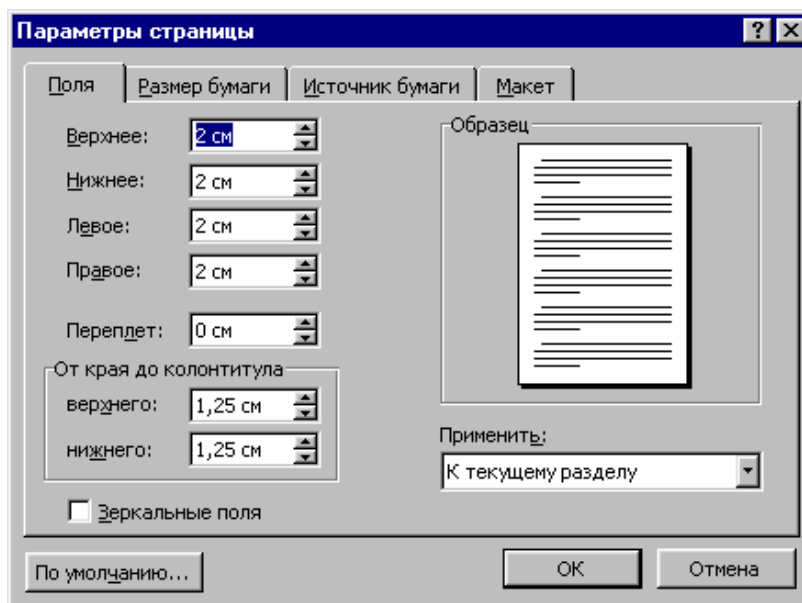 Параметры страницы
Поля Размер бумаги Источник бумаги Макет
Верхнее: 2 см
Нижнее: 2 см
Левое: 2 см
Правое: 2 см
Переплет: 0 см
От края до колонтитула
верхнего: 1,25 см
нижнего: 1,25 см
Зеркальные поля
Образец
Применить:
К текущему разделу
По умолчанию... ОК Отмена